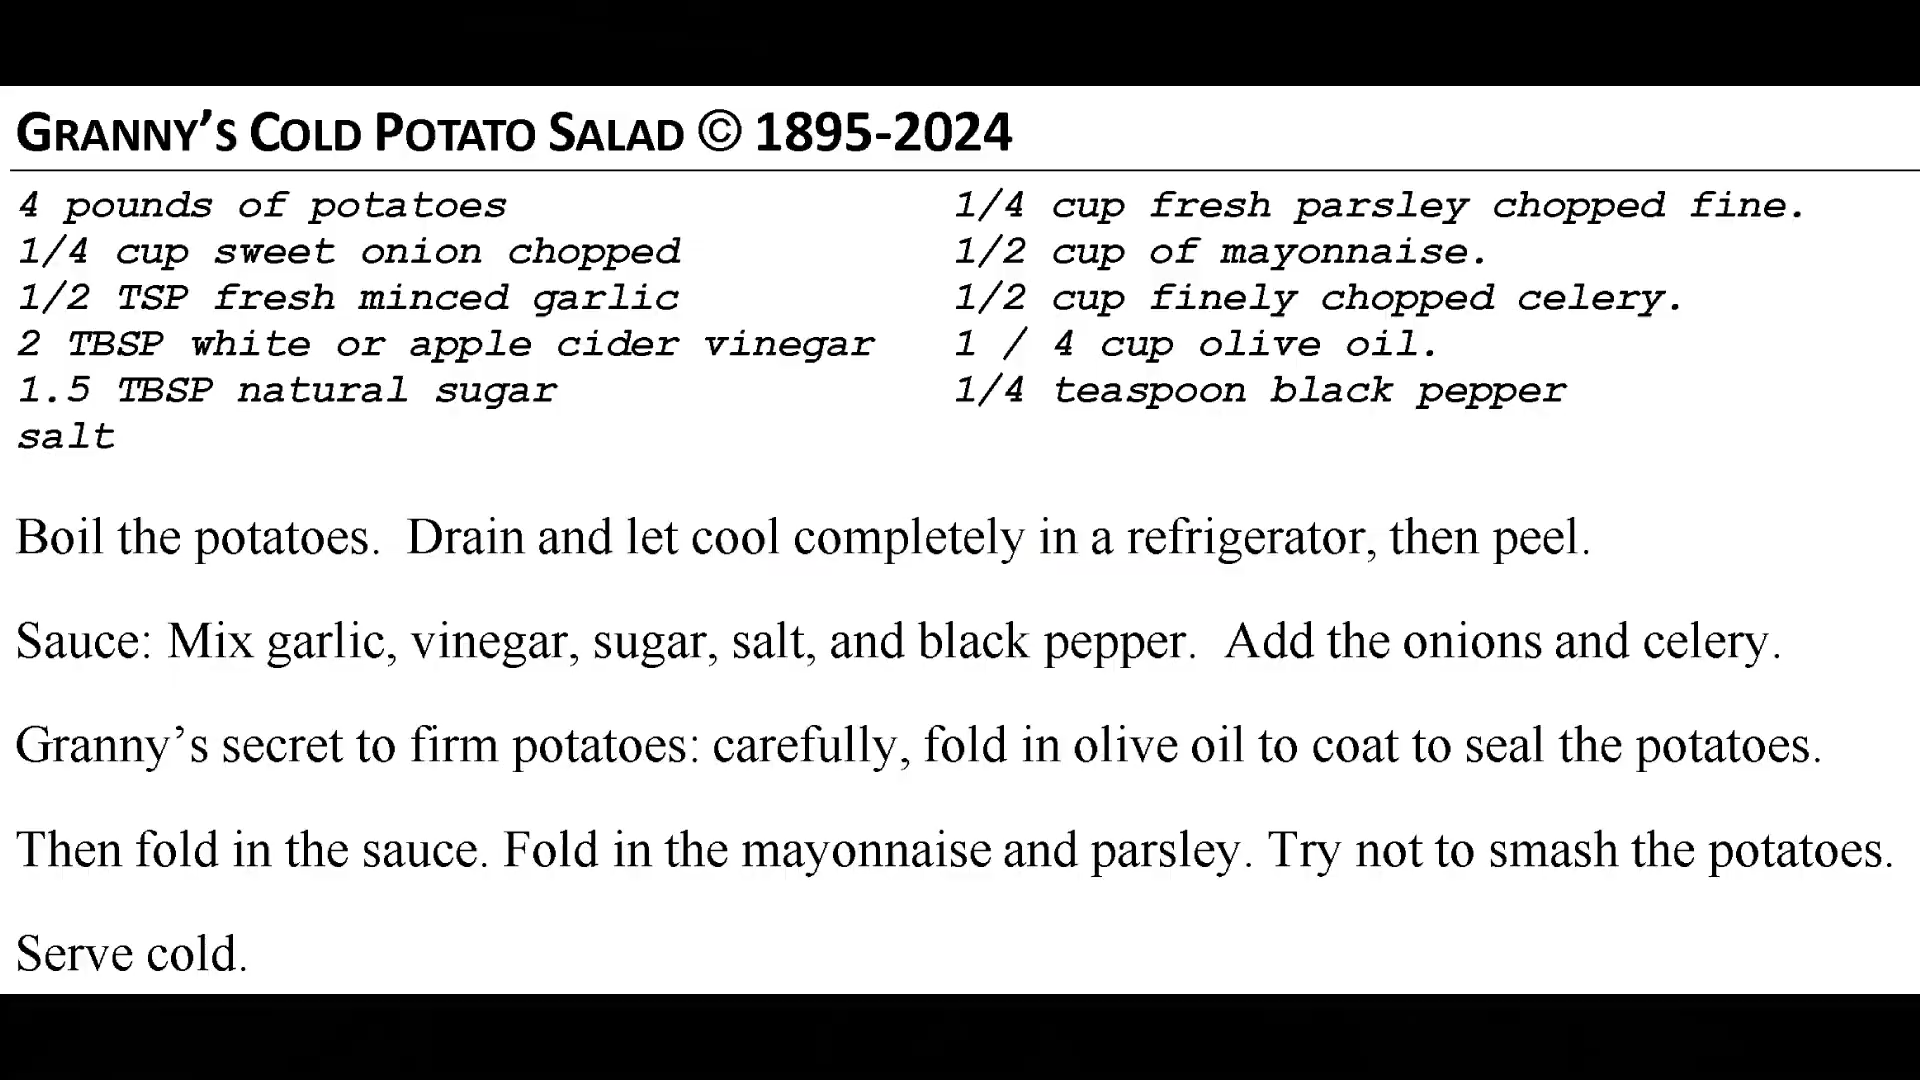 GRANNY'S COLD POTATO SALAD © 1895-2024
4 pounds of potatoes
1/4 cup sweet onion chopped
1/2 TSP fresh minced garlic
2 TBSP white or apple cider vinegar
1.5 TBSP natural sugar
salt
1/4 cup fresh parsley chopped fine.
1/2 cup of mayonnaise.
1/2 cup finely chopped celery.
1 / 4 cup olive oil.
1/4 teaspoon black pepper
Boil the potatoes.  Drain and let cool completely in a refrigerator, then peel.
Sauce: Mix garlic, vinegar, sugar, salt, and black pepper.  Add the onions and celery.
Granny's secret to firm potatoes: carefully, fold in olive oil to coat to seal the potatoes.
Then fold in the sauce. Fold in the mayonnaise and parsley. Try not to smash the potatoes.
Serve cold.